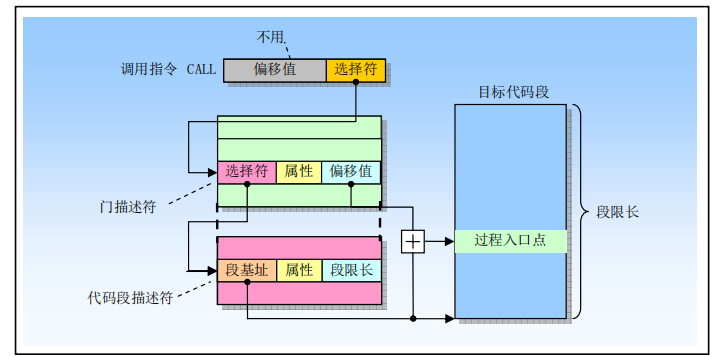 不用
调用指令 CALL 偏移值 选择符
目标代码段
选择符 属性 偏移值
门描述符
段限长
过程入口点
段基址 属性 段限长
代码段描述符